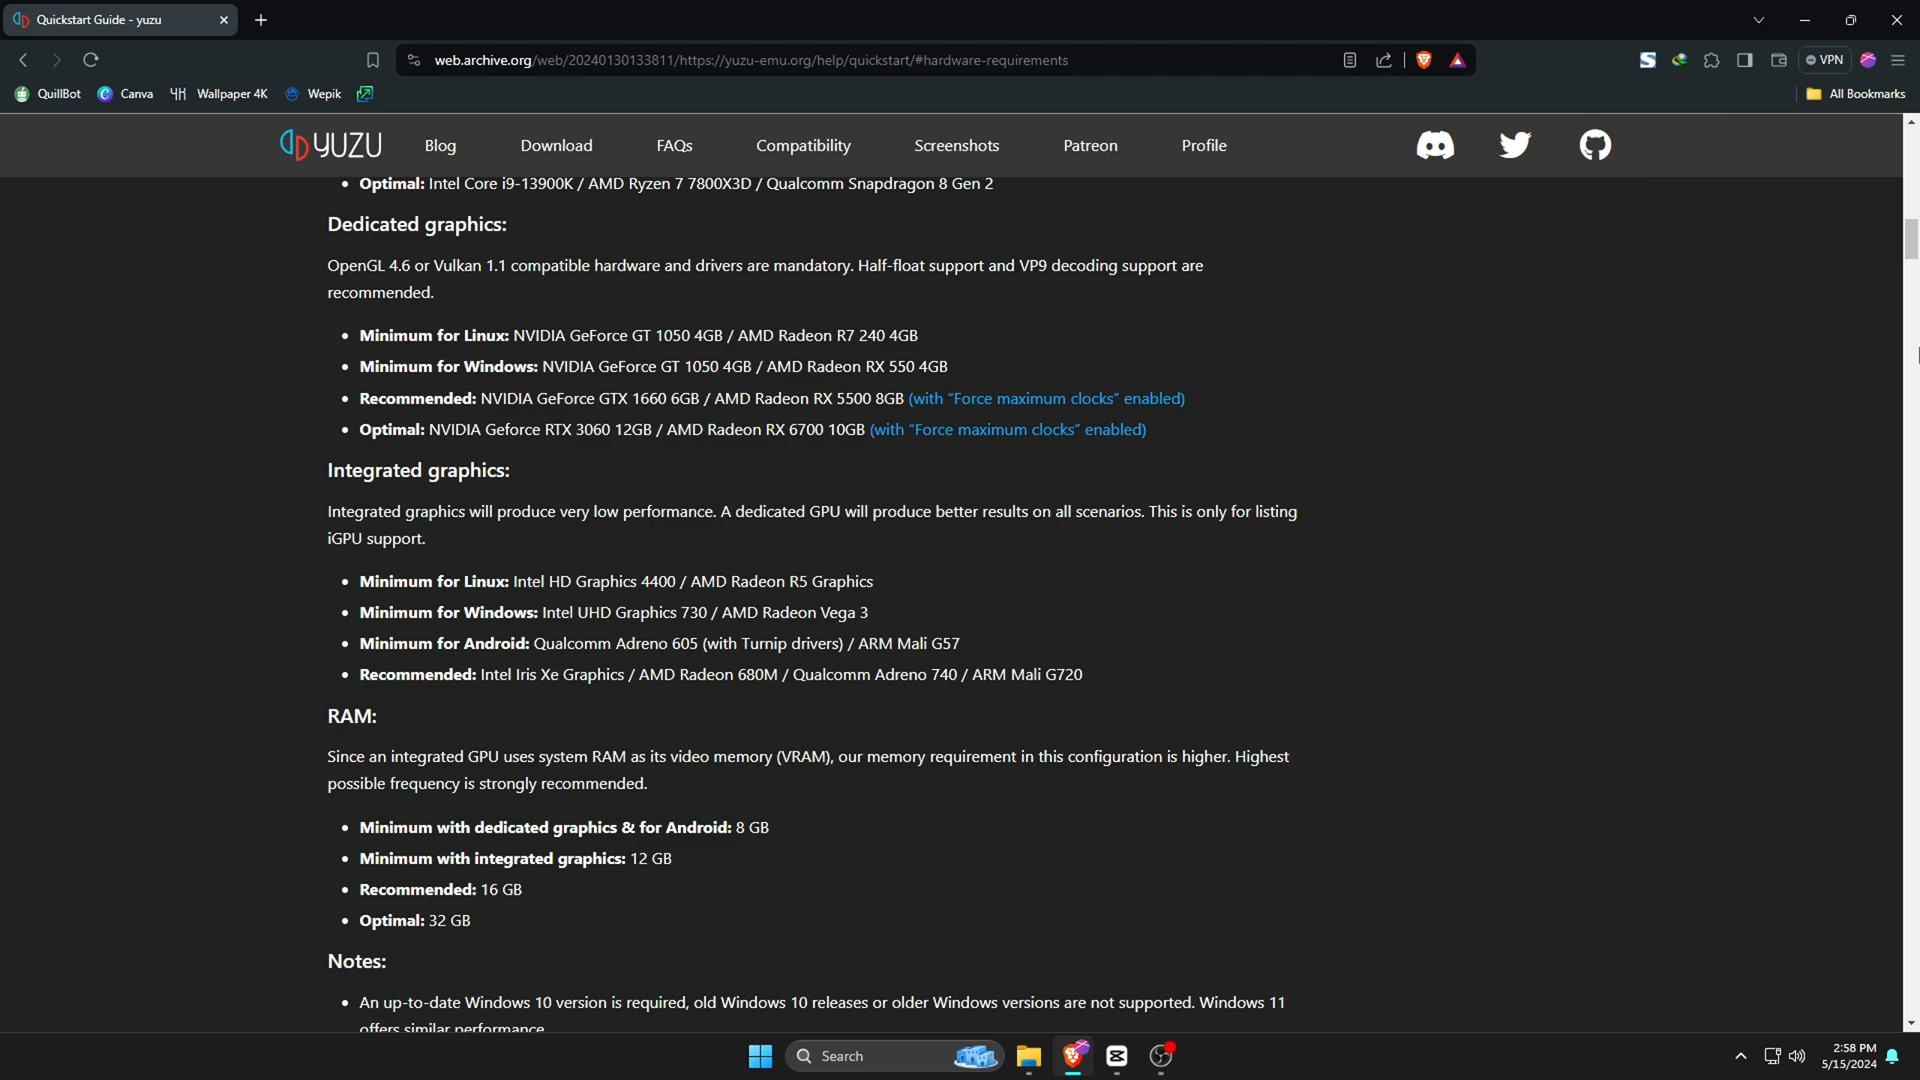 Quickstart Guide - yuzu
web.archive.org/web/20240130133811/https://yuzu-emu.org/help/quickstart/#hardware-requirements
VPN
QuillBot
Canva
Wallpaper 4K
Wepik
All Bookmarks
YUZU
Blog
Download
FAQs
Compatibility
Screenshots
Patreon
Profile
• Optimal: Intel Core i9-13900K / AMD Ryzen 7 7800X3D / Qualcomm Snapdragon 8 Gen 2
Dedicated graphics:
OpenGL 4.6 or Vulkan 1.1 compatible hardware and drivers are mandatory. Half-float support and VP9 decoding support are
recommended.
• Minimum for Linux: NVIDIA GeForce GT 1050 4GB / AMD Radeon R7 240 4GB
• Minimum for Windows: NVIDIA GeForce GT 1050 4GB / AMD Radeon RX 550 4GB
• Recommended: NVIDIA GeForce GTX 1660 6GB / AMD Radeon RX 5500 8GB (with “Force maximum clocks” enabled)
• Optimal: NVIDIA Geforce RTX 3060 12GB / AMD Radeon RX 6700 10GB (with “Force maximum clocks” enabled)
Integrated graphics:
Integrated graphics will produce very low performance. A dedicated GPU will produce better results on all scenarios. This is only for listing
iGPU support.
• Minimum for Linux: Intel HD Graphics 4400 / AMD Radeon R5 Graphics
• Minimum for Windows: Intel UHD Graphics 730 / AMD Radeon Vega 3
• Minimum for Android: Qualcomm Adreno 605 (with Turnip drivers) / ARM Mali G57
• Recommended: Intel Iris Xe Graphics / AMD Radeon 680M / Qualcomm Adreno 740 / ARM Mali G720
RAM:
Since an integrated GPU uses system RAM as its video memory (VRAM), our memory requirement in this configuration is higher. Highest
possible frequency is strongly recommended.
• Minimum with dedicated graphics & for Android: 8 GB
• Minimum with integrated graphics: 12 GB
• Recommended: 16 GB
• Optimal: 32 GB
Notes:
• An up-to-date Windows 10 version is required, old Windows 10 releases or older Windows versions are not supported. Windows 11
offers similar performance
Search
2:58 PM
5/15/2024